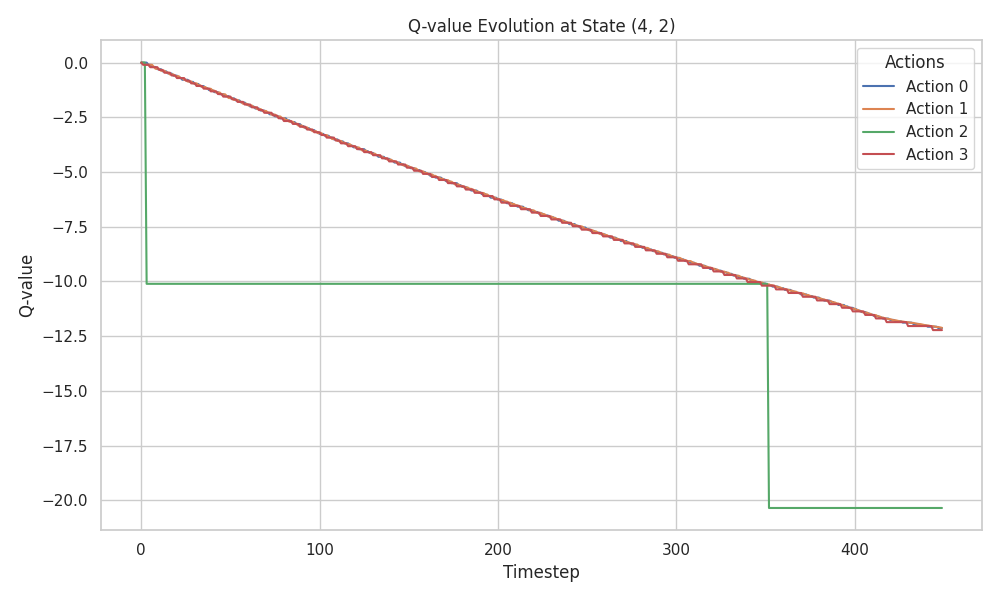 Q-value Evolution at State (4, 2)
Actions
Action 0
Action 1
Action 2
Action 3
Q-value
0.0
−2.5
−5.0
−7.5
−10.0
−12.5
−15.0
−17.5
−20.0
0 100 200 300 400
Timestep